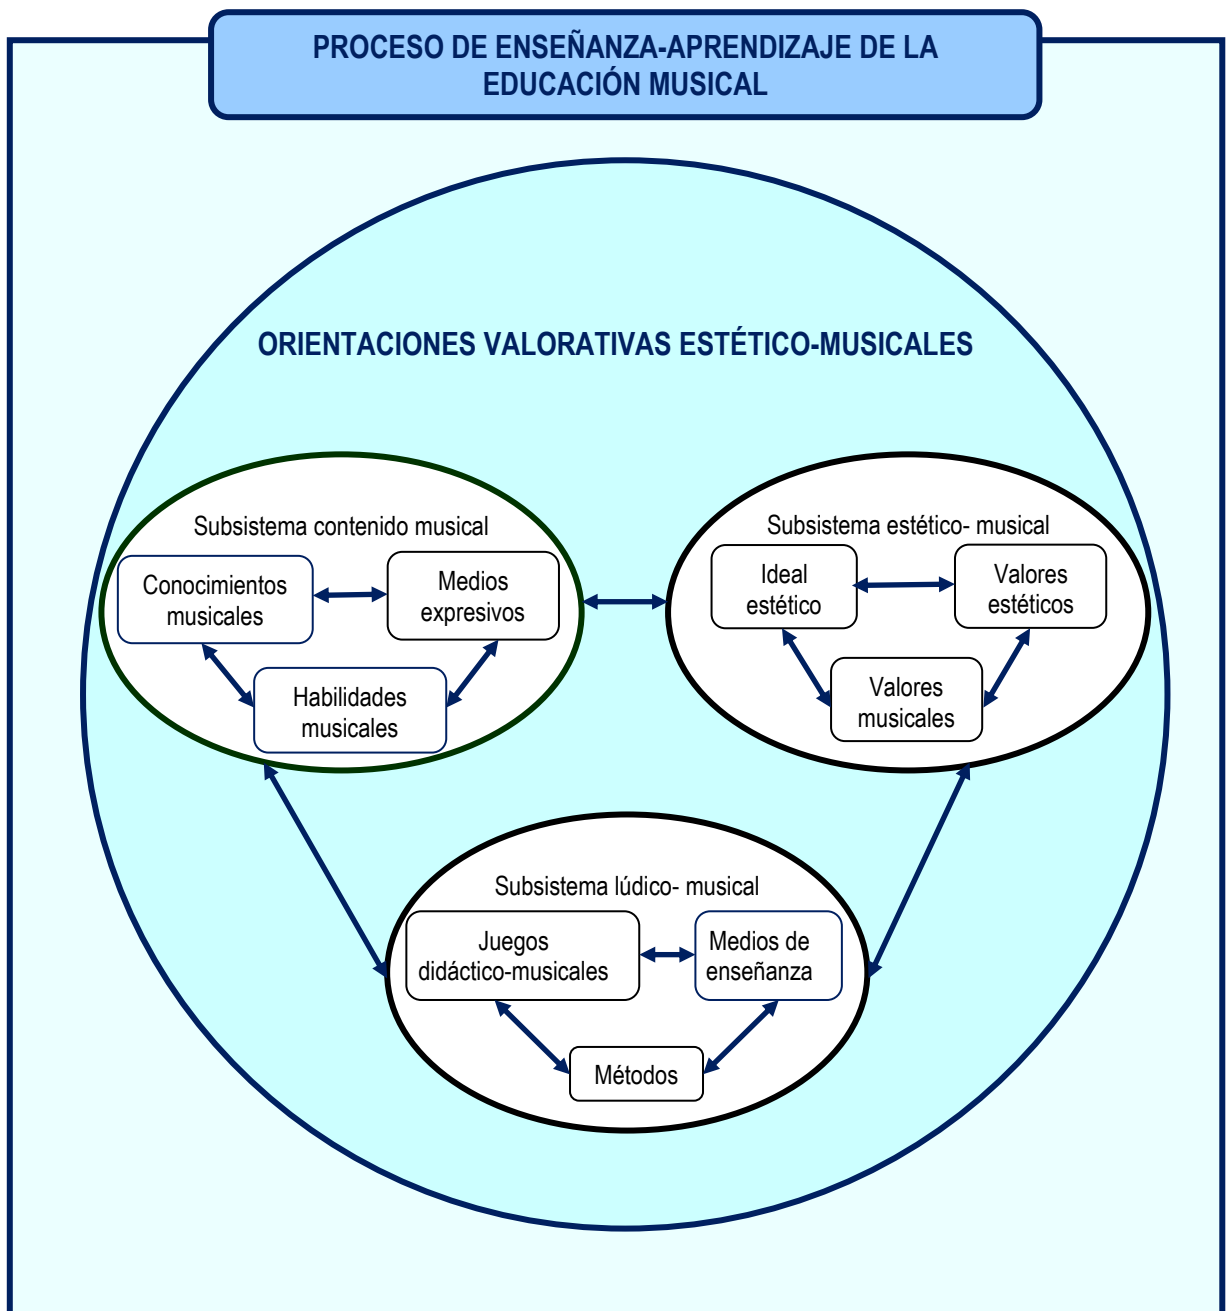 PROCESO DE ENSEÑANZA-APRENDIZAJE DE LA
EDUCACIÓN MUSICAL
ORIENTACIONES VALORATIVAS ESTÉTICO-MUSICALES
Subsistema contenido musical
Conocimientos
musicales
Medios
expresivos
Habilidades
musicales
Subsistema estético- musical
Ideal
estético
Valores
estéticos
Valores
musicales
Subsistema lúdico- musical
Juegos
didáctico-musicales
Medios de
enseñanza
Métodos